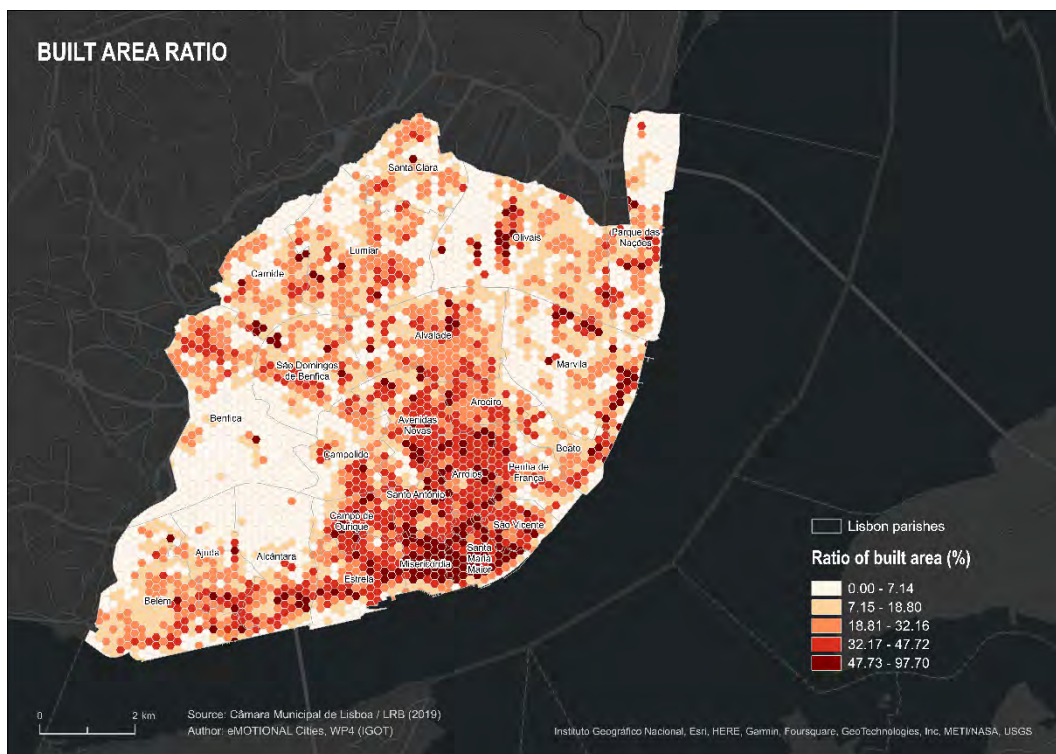 BUILT AREA RATIO
Santa Clara
Olivais
Parque das
Nações
Lumiar
Carnide
Alvalade
São Domingos
de Benfica
Marvila
Areeiro
Benfica
Avenidas
Novas
Beato
Campolide
Penha de
França
Arroios
Santo António
Campo de
Ourique
São Vicente
Ajuda
Alcântara
Santa
Maria
Maior
Misericórdia
Estrela
Belém
Lisbon parishes
Ratio of built area (%)
0.00 - 7.14
7.15 - 18.80
18.81 - 32.16
32.17 - 47.72
47.73 - 97.70
0 2 km
Source: Câmara Municipal de Lisboa / LRB (2019)
Author: eMOTIONAL Cities, WP4 (IGOT)
Instituto Geográfico Nacional, Esri, HERE, Garmin, Foursquare, GeoTechnologies, Inc, METI/NASA, USGS